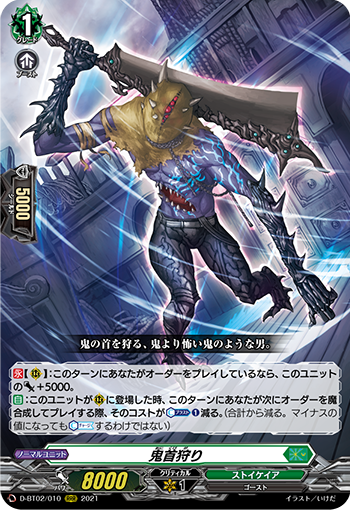 1
グレード
ブースト
5000
シールド
鬼の首を狩る、鬼より怖い鬼のような男。
【永】【(R)】:このターンにあなたがオーダーをプレイしているなら、このユニット
の+5000。
【自】:このユニットが(R)に登場した時、このターンにあなたが次にオーダーを魔
合成してプレイする際、そのコストが【ソウルブラスト】1減る。(合計から減る。マイナスの
値になっても するわけではない)
ノーマルユニット
鬼首狩り
パワー 8000
クリティカル
1
ストイケイア
ゴースト
D-BT02/010 RRR 2021
イラスト/いけだ